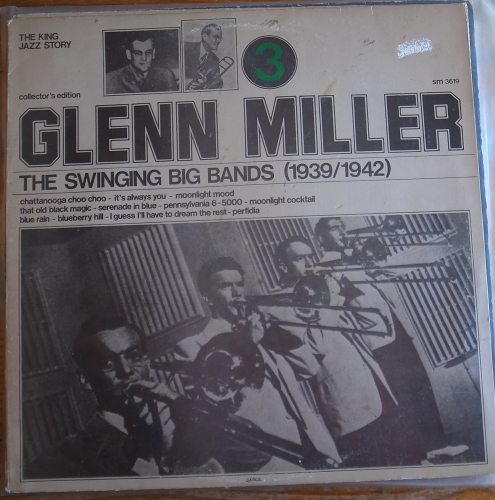 THE KING
JAZZ STORY
3
sm 3619
collector's edition
GLENN MILLER
THE SWINGING BIG BANDS (1939/1942)
chattanooga choo choo - it's always you - moonlight mood
that old black magic - serenade in blue - pennsylvania 6-5000 - moonlight cocktail
blue rain - blueberry hill - I guess I'll have to dream the rest - perfidia